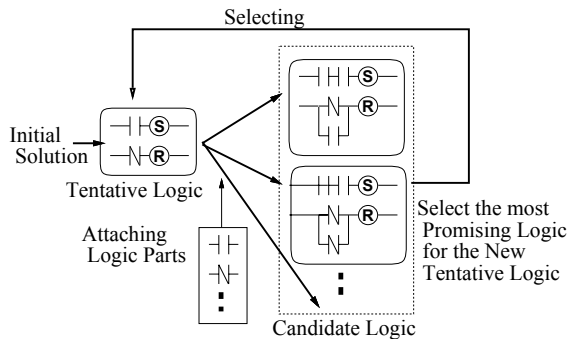 Selecting
Initial
Solution
S
R
Tentative Logic
Attaching
Logic Parts
S
R
S
R
Candidate Logic
Select the most
Promising Logic
for the New
Tentative Logic